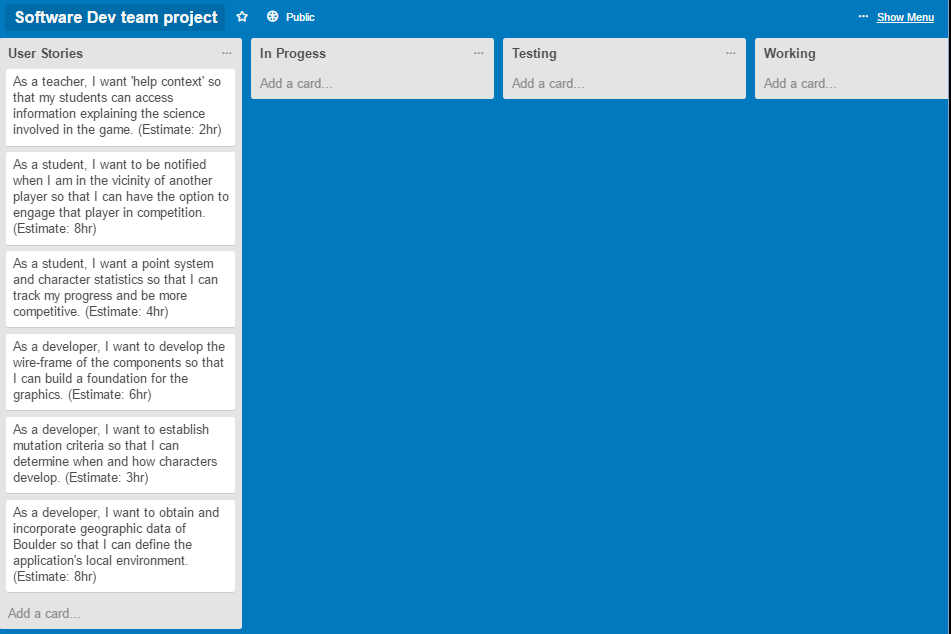 Software Dev team project
Public
Show Menu
User Stories
As a teacher, I want 'help context' so
that my students can access
information explaining the science
involved in the game. (Estimate: 2hr)
As a student, I want to be notified
when I am in the vicinity of another
player so that I can have the option to
engage that player in competition.
(Estimate: 8hr)
As a student, I want a point system
and character statistics so that I can
track my progress and be more
competitive. (Estimate: 4hr)
As a developer, I want to develop the
wire-frame of the components so that
I can build a foundation for the
graphics. (Estimate: 6hr)
As a developer, I want to establish
mutation criteria so that I can
determine when and how characters
develop. (Estimate: 3hr)
As a developer, I want to obtain and
incorporate geographic data of
Boulder so that I can define the
application's local environment.
(Estimate: 8hr)
Add a card...
In Progess
Add a card...
Testing
Add a card...
Working
Add a card...